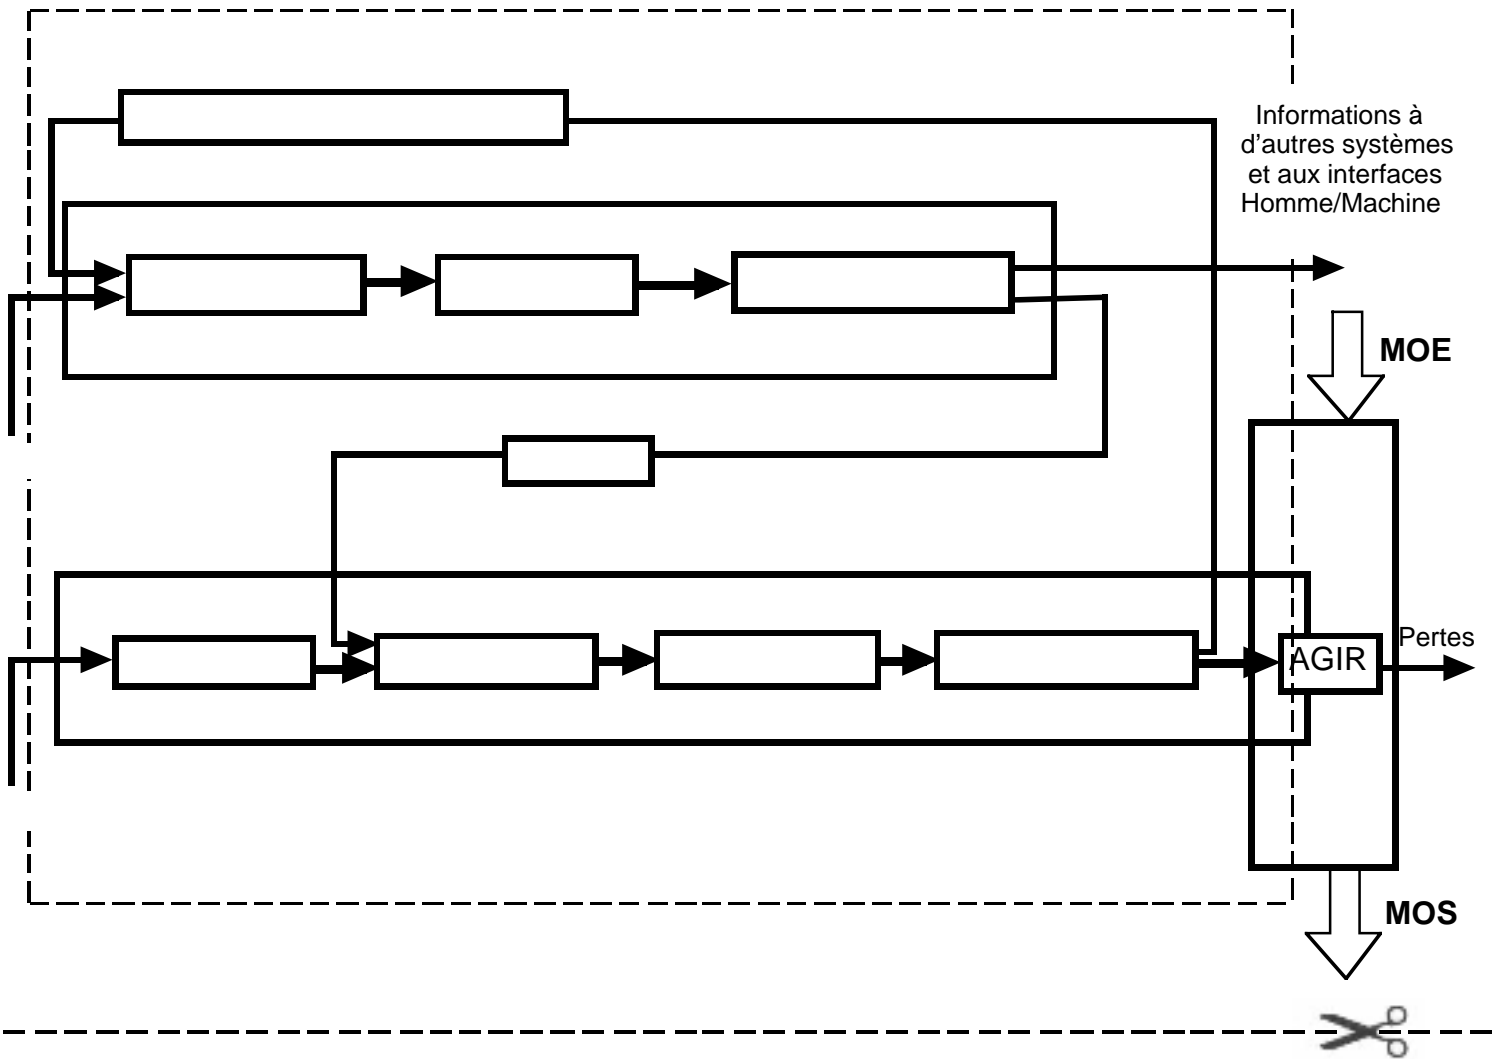 Informations à
d'autres systèmes
et aux interfaces
Homme/Machine
MOE
Pertes
AGIR
MOS